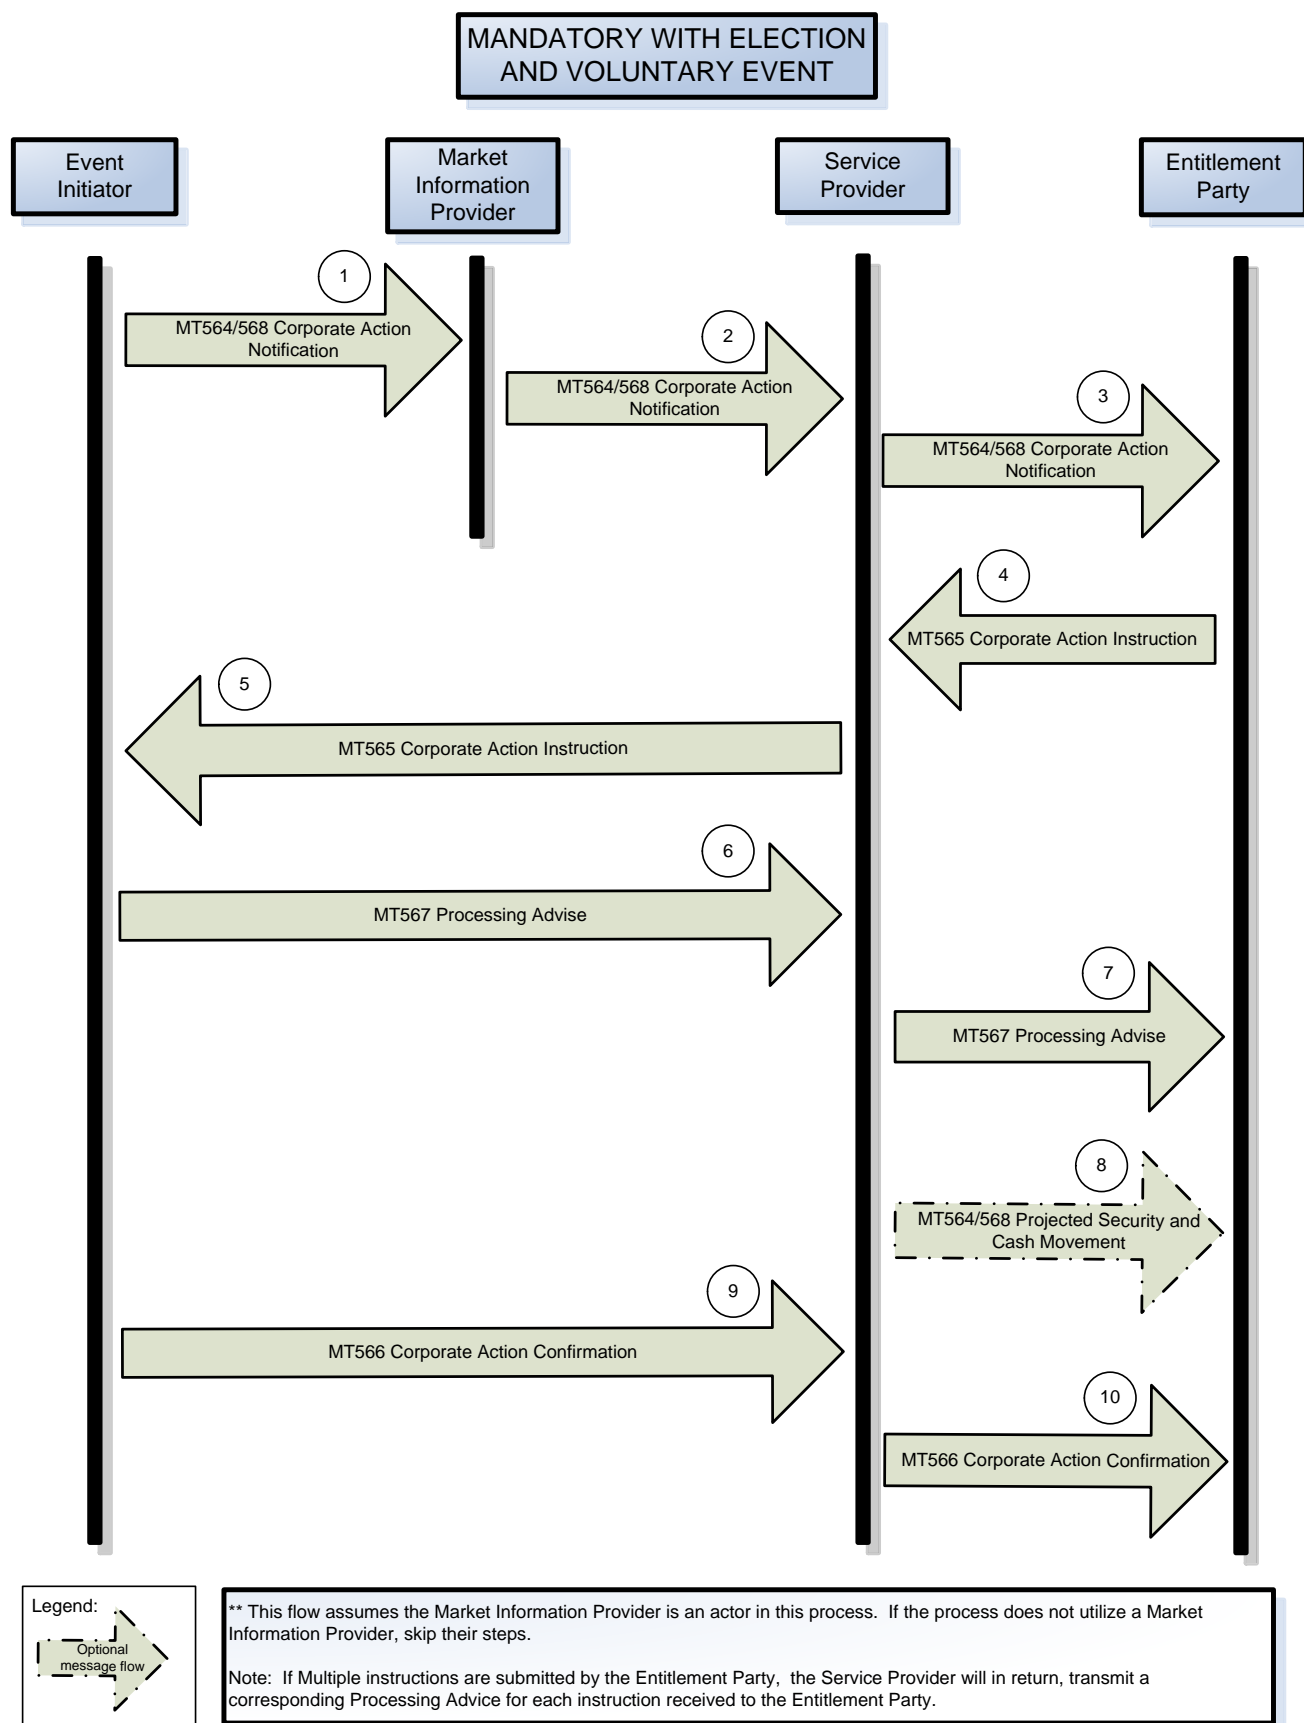 MANDATORY WITH ELECTION
AND VOLUNTARY EVENT
Event
Initiator
Market
Information
Provider
Service
Provider
Entitlement
Party
1
MT564/568 Corporate Action
Notification
2
MT564/568 Corporate Action
Notification
3
MT564/568 Corporate Action
Notification
4
MT565 Corporate Action Instruction
5
MT565 Corporate Action Instruction
6
MT567 Processing Advise
7
MT567 Processing Advise
8
MT564/568 Projected Security and
Cash Movement
9
MT566 Corporate Action Confirmation
10
MT566 Corporate Action Confirmation
Legend:
Optional
message flow
** This flow assumes the Market Information Provider is an actor in this process. If the process does not utilize a Market
Information Provider, skip their steps.
Note: If Multiple instructions are submitted by the Entitlement Party, the Service Provider will in return, transmit a
corresponding Processing Advice for each instruction received to the Entitlement Party.